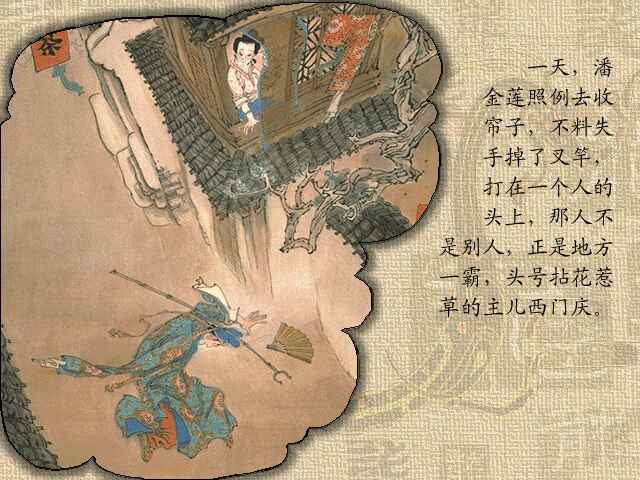 茶
一天，潘
金莲照例去收
帘子，不料失
手掉了叉竿，
打在一个人的
头上，那人不
是别人，正是地方
一霸，头号拈花惹
草的主儿西门庆。